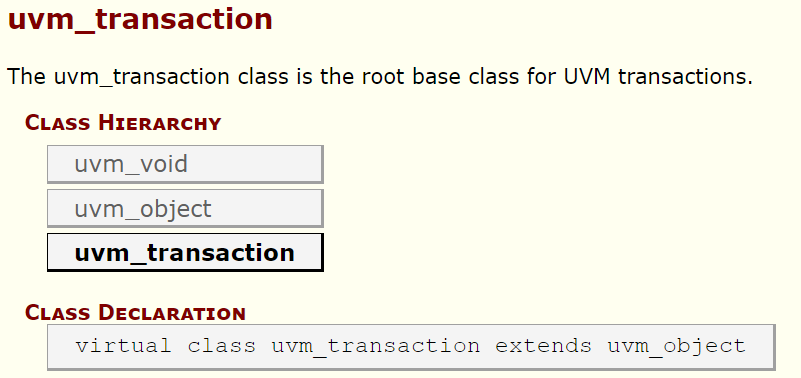 uvm_transaction
The uvm_transaction class is the root base class for UVM transactions.
Class Hierarchy
uvm_void
uvm_object
uvm_transaction
Class Declaration
virtual class uvm_transaction extends uvm_object